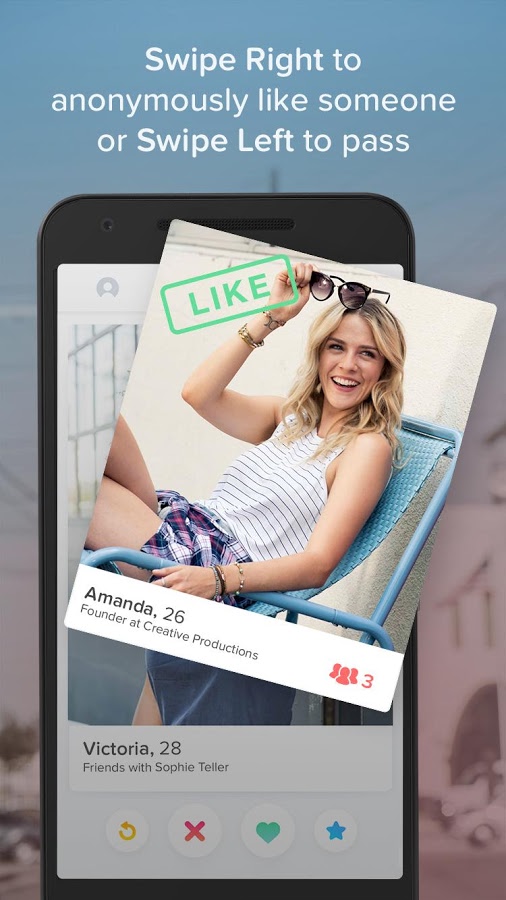 Swipe Right to
anonymously like someone
or Swipe Left to pass
LIKE
Amanda, 26
Founder at Creative Productions
3
Victoria, 28
Friends with Sophie Teller